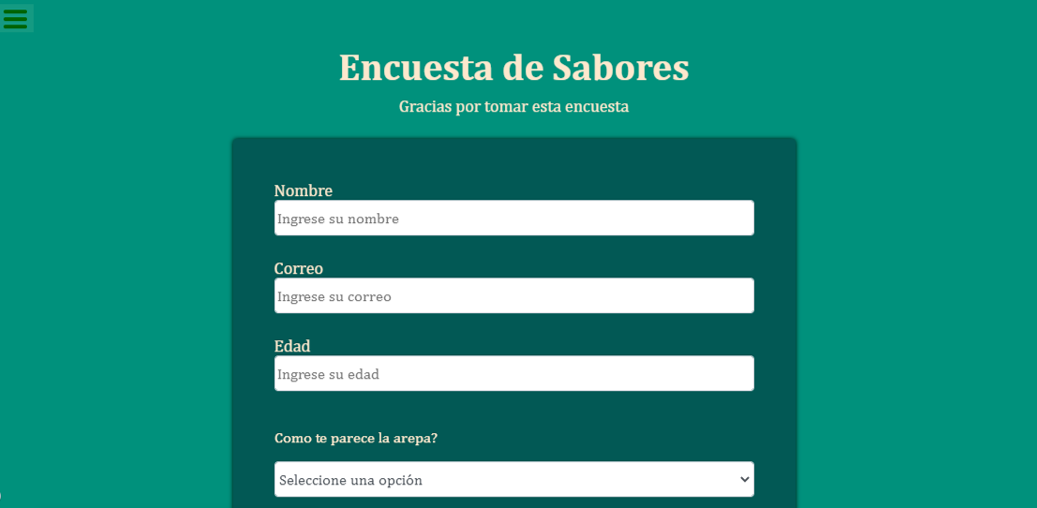 Encuesta de Sabores
Gracias por tomar esta encuesta
Nombre
Ingrese su nombre
Correo
Ingrese su correo
Edad
Ingrese su edad
Como te parece la arepa?
Seleccione una opción